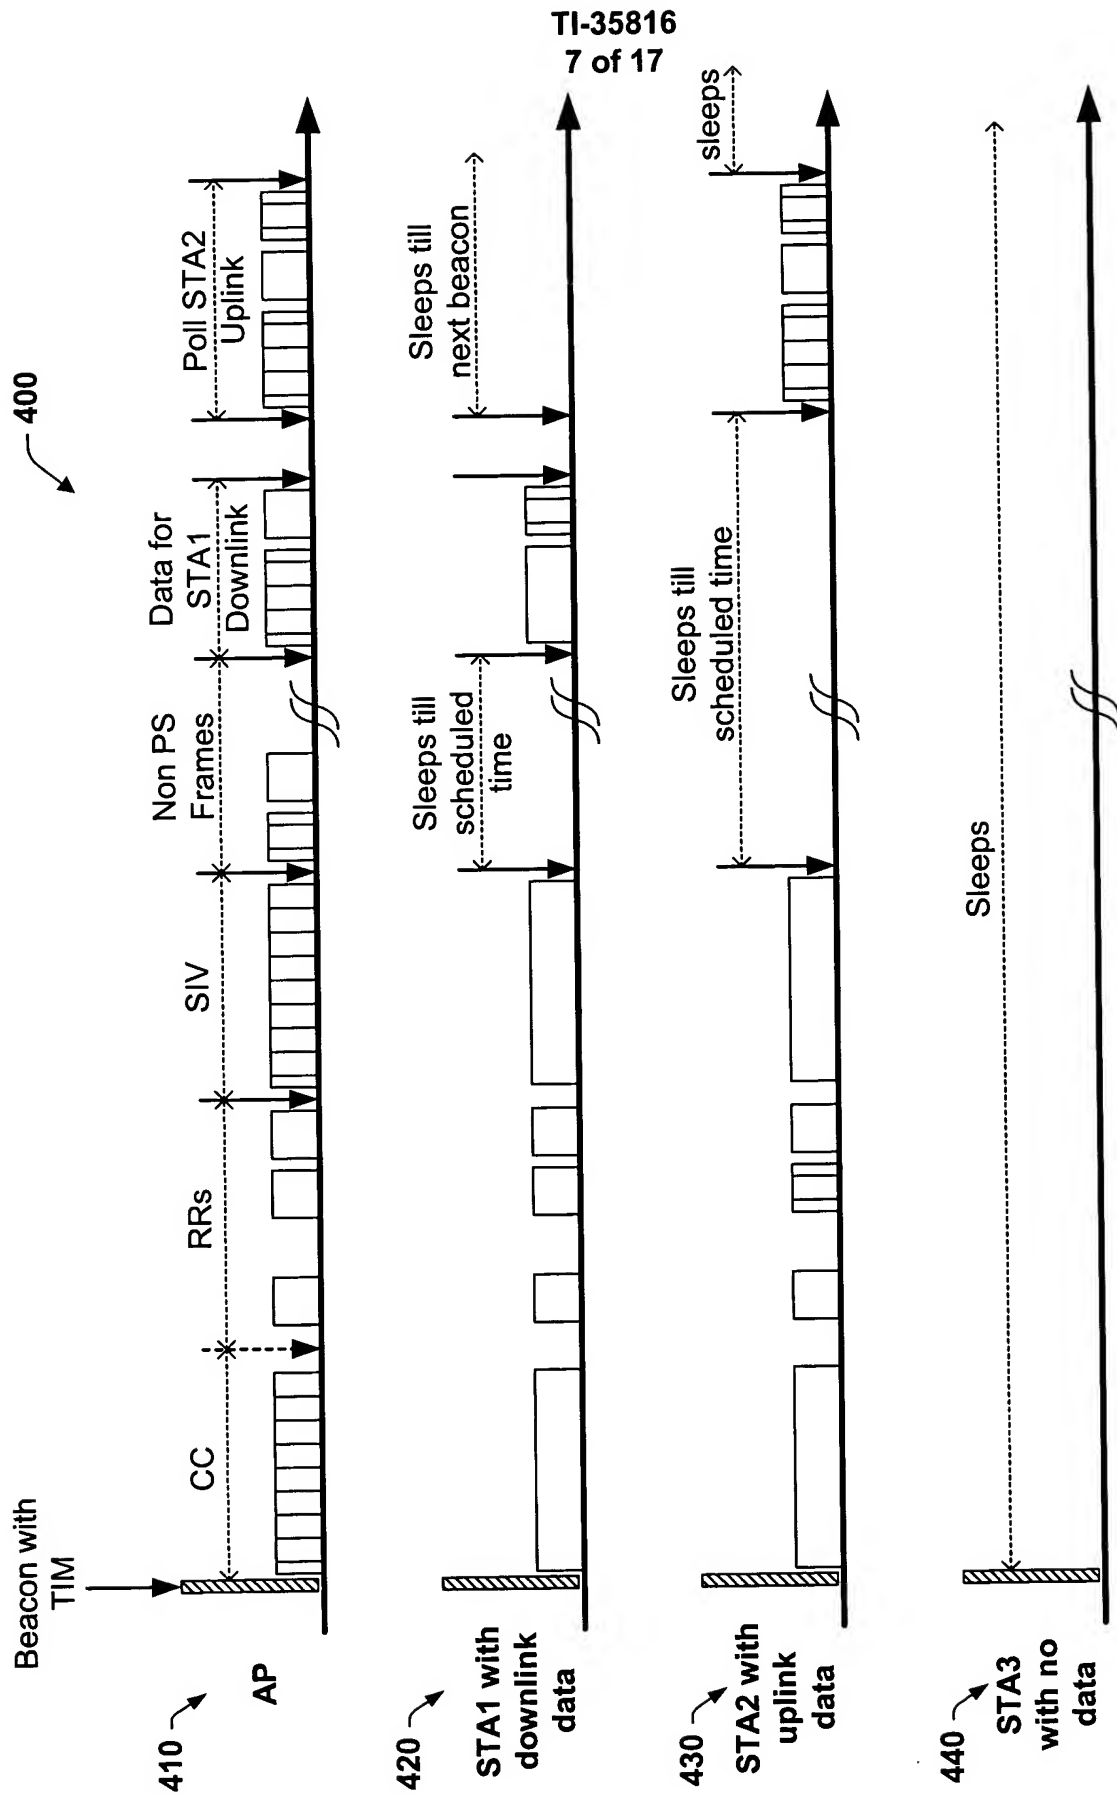 TI-35816
7 of 17
400
Beacon with
TIM
CC
RRs
SIV
Non PS
Frames
Data for
STA1
Downlink
Poll STA2
Uplink
410
AP
420
STA1 with
downlink
data
Sleeps till
scheduled
time
Sleeps till
next beacon
430
STA2 with
uplink
data
Sleeps till
scheduled time
sleeps
440
STA3
with no
data
Sleeps